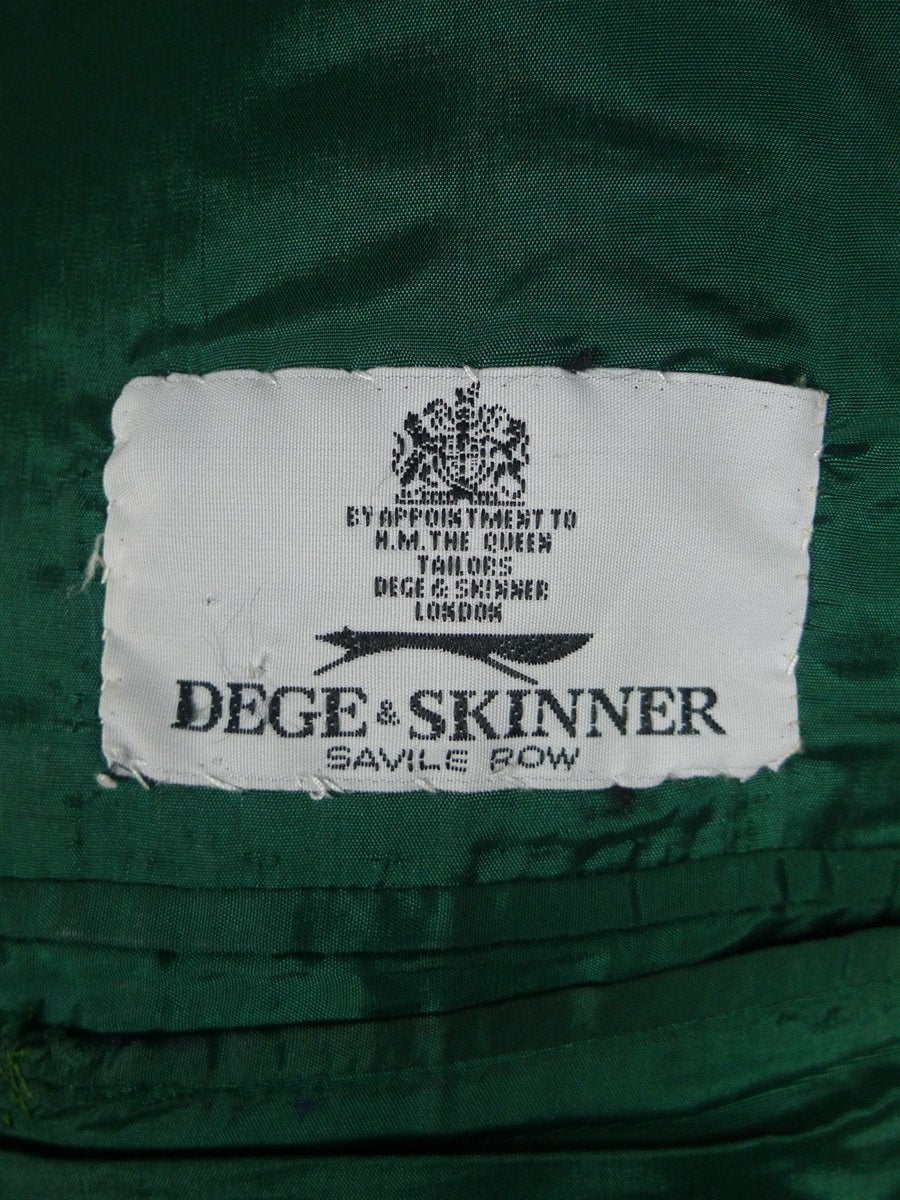 BY APPOINTMENT TO
H.M. THE QUEEN
TAILORS
DEGE & SKINNER
LONDON
DEGE & SKINNER
SAVILE ROW